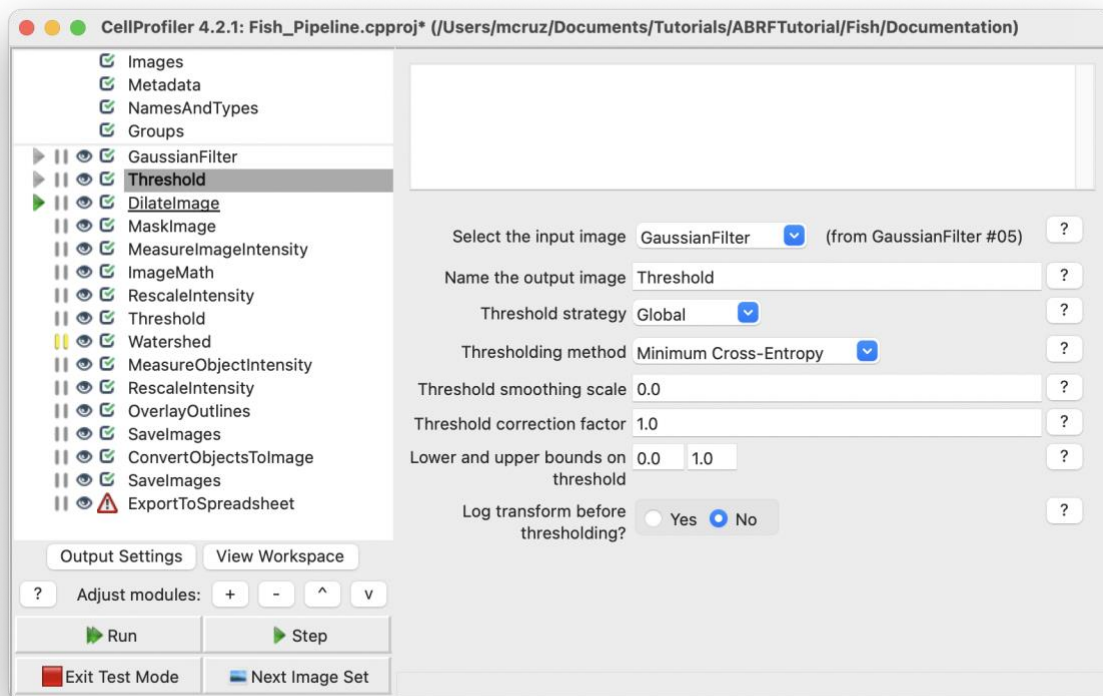 CellProfiler 4.2.1: Fish_Pipeline.cpproj* (/Users/mcruz/Documents/Tutorials/ABRFTutorial/Fish/Documentation)
Images
Metadata
NamesAndTypes
Groups
GaussianFilter
Threshold
DilateImage
MaskImage
MeasureImageIntensity
ImageMath
RescaleIntensity
Threshold
Watershed
MeasureObjectIntensity
RescaleIntensity
OverlayOutlines
SaveImages
ConvertObjectsToImage
SaveImages
ExportToSpreadsheet
Output Settings View Workspace
? Adjust modules: + - ^ v
Run Step
Exit Test Mode Next Image Set
Select the input image GaussianFilter (from GaussianFilter #05) ?
Name the output image Threshold ?
Threshold strategy Global ?
Thresholding method Minimum Cross-Entropy ?
Threshold smoothing scale 0.0 ?
Threshold correction factor 1.0 ?
Lower and upper bounds on 0.0 1.0 ?
threshold
Log transform before Yes No ?
thresholding?